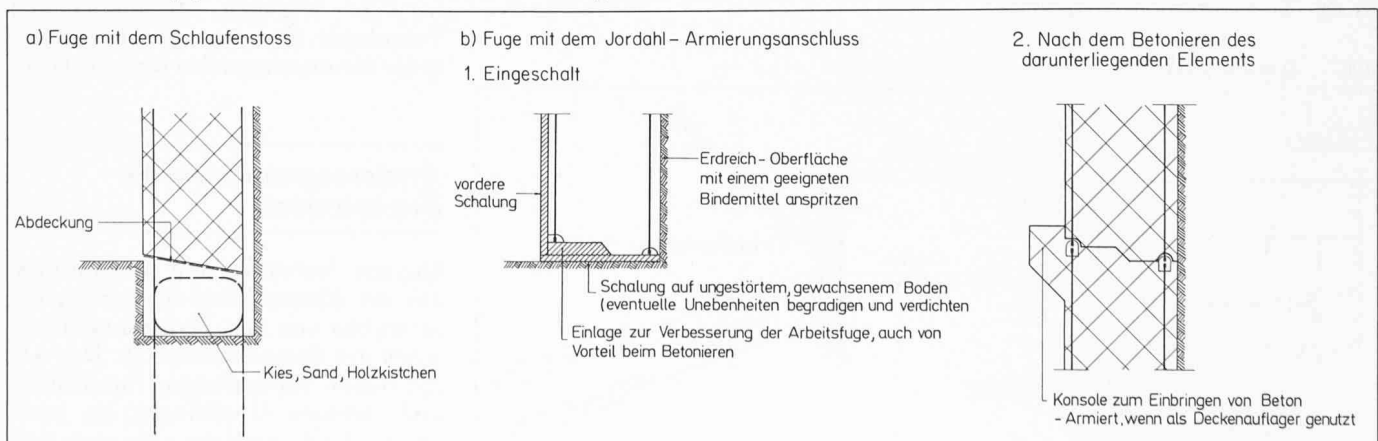 a) Fuge mit dem Schlaufenstoss
Abdeckung
Kies, Sand, Holzkistchen
b) Fuge mit dem Jordahl - Armierungsanschluss
1. Eingeschalt
vordere
Schalung
Erdreich - Oberfläche
mit einem geeigneten
Bindemittel anspritzen
Schalung auf ungestörtem, gewachsenem Boden
(eventuelle Unebenheiten begradigen und verdichten
Einlage zur Verbesserung der Arbeitsfuge, auch von
Vorteil beim Betonieren
2. Nach dem Betonieren des
darunterliegenden Elements
Konsole zum Einbringen von Beton
- Armiert, wenn als Deckenauflager genutzt